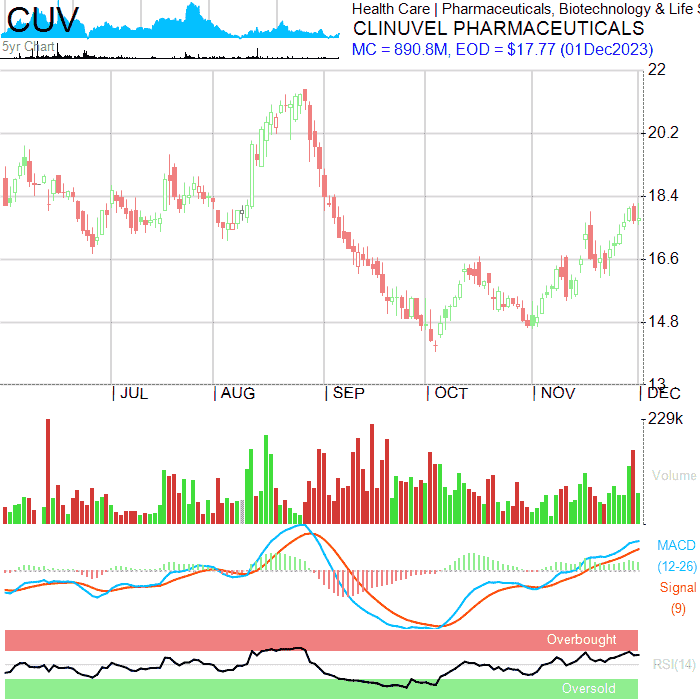 CUV
Health Care | Pharmaceuticals, Biotechnology & Life S
CLINUVEL PHARMACEUTICALS
5yr Chart
MC = 890.8M, EOD = $17.77 (01Dec2023)
22
20.2
18.4
16.6
14.8
13
| JUL | AUG | SEP | OCT | NOV | DEC
229k
Volume
MACD
(12-26)
Signal
(9)
Overbought
RSI(14)
Oversold